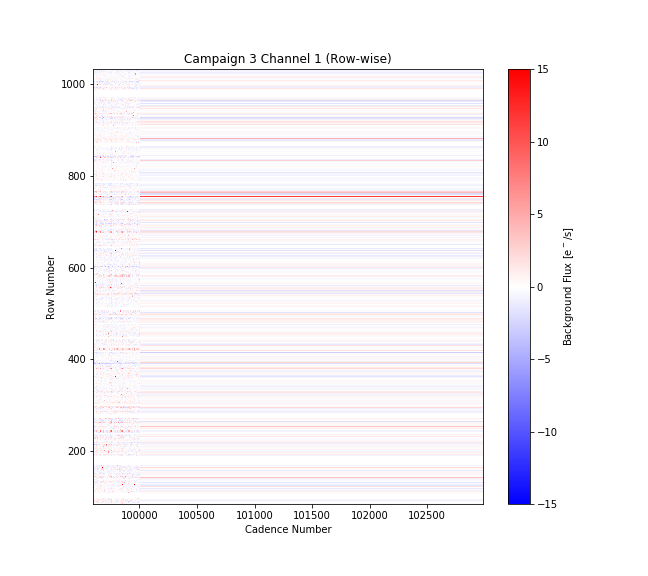 Campaign 3 Channel 1 (Row-wise)
1000
800
600
400
200
Row Number
100000 100500 101000 101500 102000 102500
Cadence Number
15
10
5
0
−5
−10
−15
Background Flux [e⁻/s]